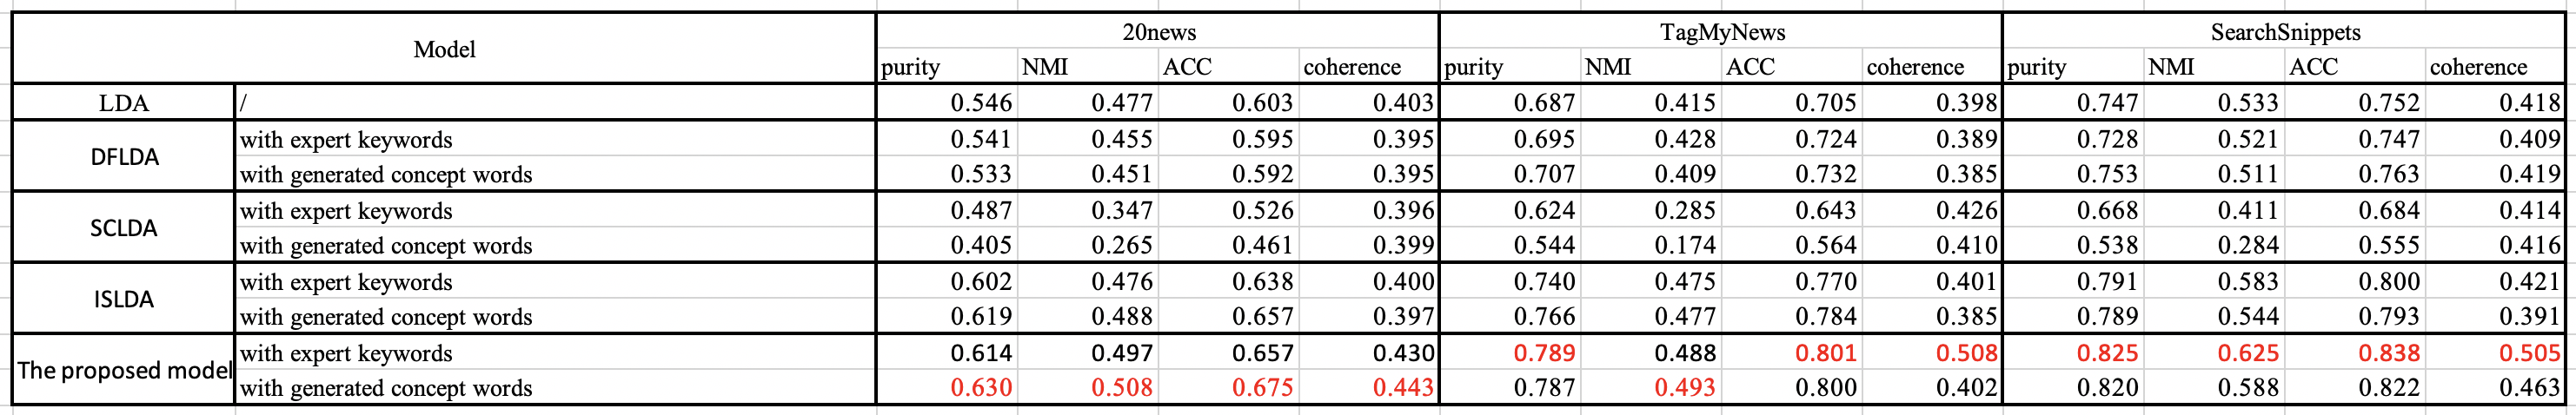 Model 20news TagMyNews SearchSnippets
purity NMI ACC coherence purity NMI ACC coherence purity NMI ACC coherence
LDA / 0.546 0.477 0.603 0.403 0.687 0.415 0.705 0.398 0.747 0.533 0.752 0.418
DFLDA with expert keywords 0.541 0.455 0.595 0.395 0.695 0.428 0.724 0.389 0.728 0.521 0.747 0.409
with generated concept words 0.533 0.451 0.592 0.395 0.707 0.409 0.732 0.385 0.753 0.511 0.763 0.419
SCLDA with expert keywords 0.487 0.347 0.526 0.396 0.624 0.285 0.643 0.426 0.668 0.411 0.684 0.414
with generated concept words 0.405 0.265 0.461 0.399 0.544 0.174 0.564 0.410 0.538 0.284 0.555 0.416
ISLDA with expert keywords 0.602 0.476 0.638 0.400 0.740 0.475 0.770 0.401 0.791 0.583 0.800 0.421
with generated concept words 0.619 0.488 0.657 0.397 0.766 0.477 0.784 0.385 0.789 0.544 0.793 0.391
The proposed model with expert keywords 0.614 0.497 0.657 0.430 0.789 0.488 0.801 0.508 0.825 0.625 0.838 0.505
with generated concept words 0.630 0.508 0.675 0.443 0.787 0.493 0.800 0.402 0.820 0.588 0.822 0.463